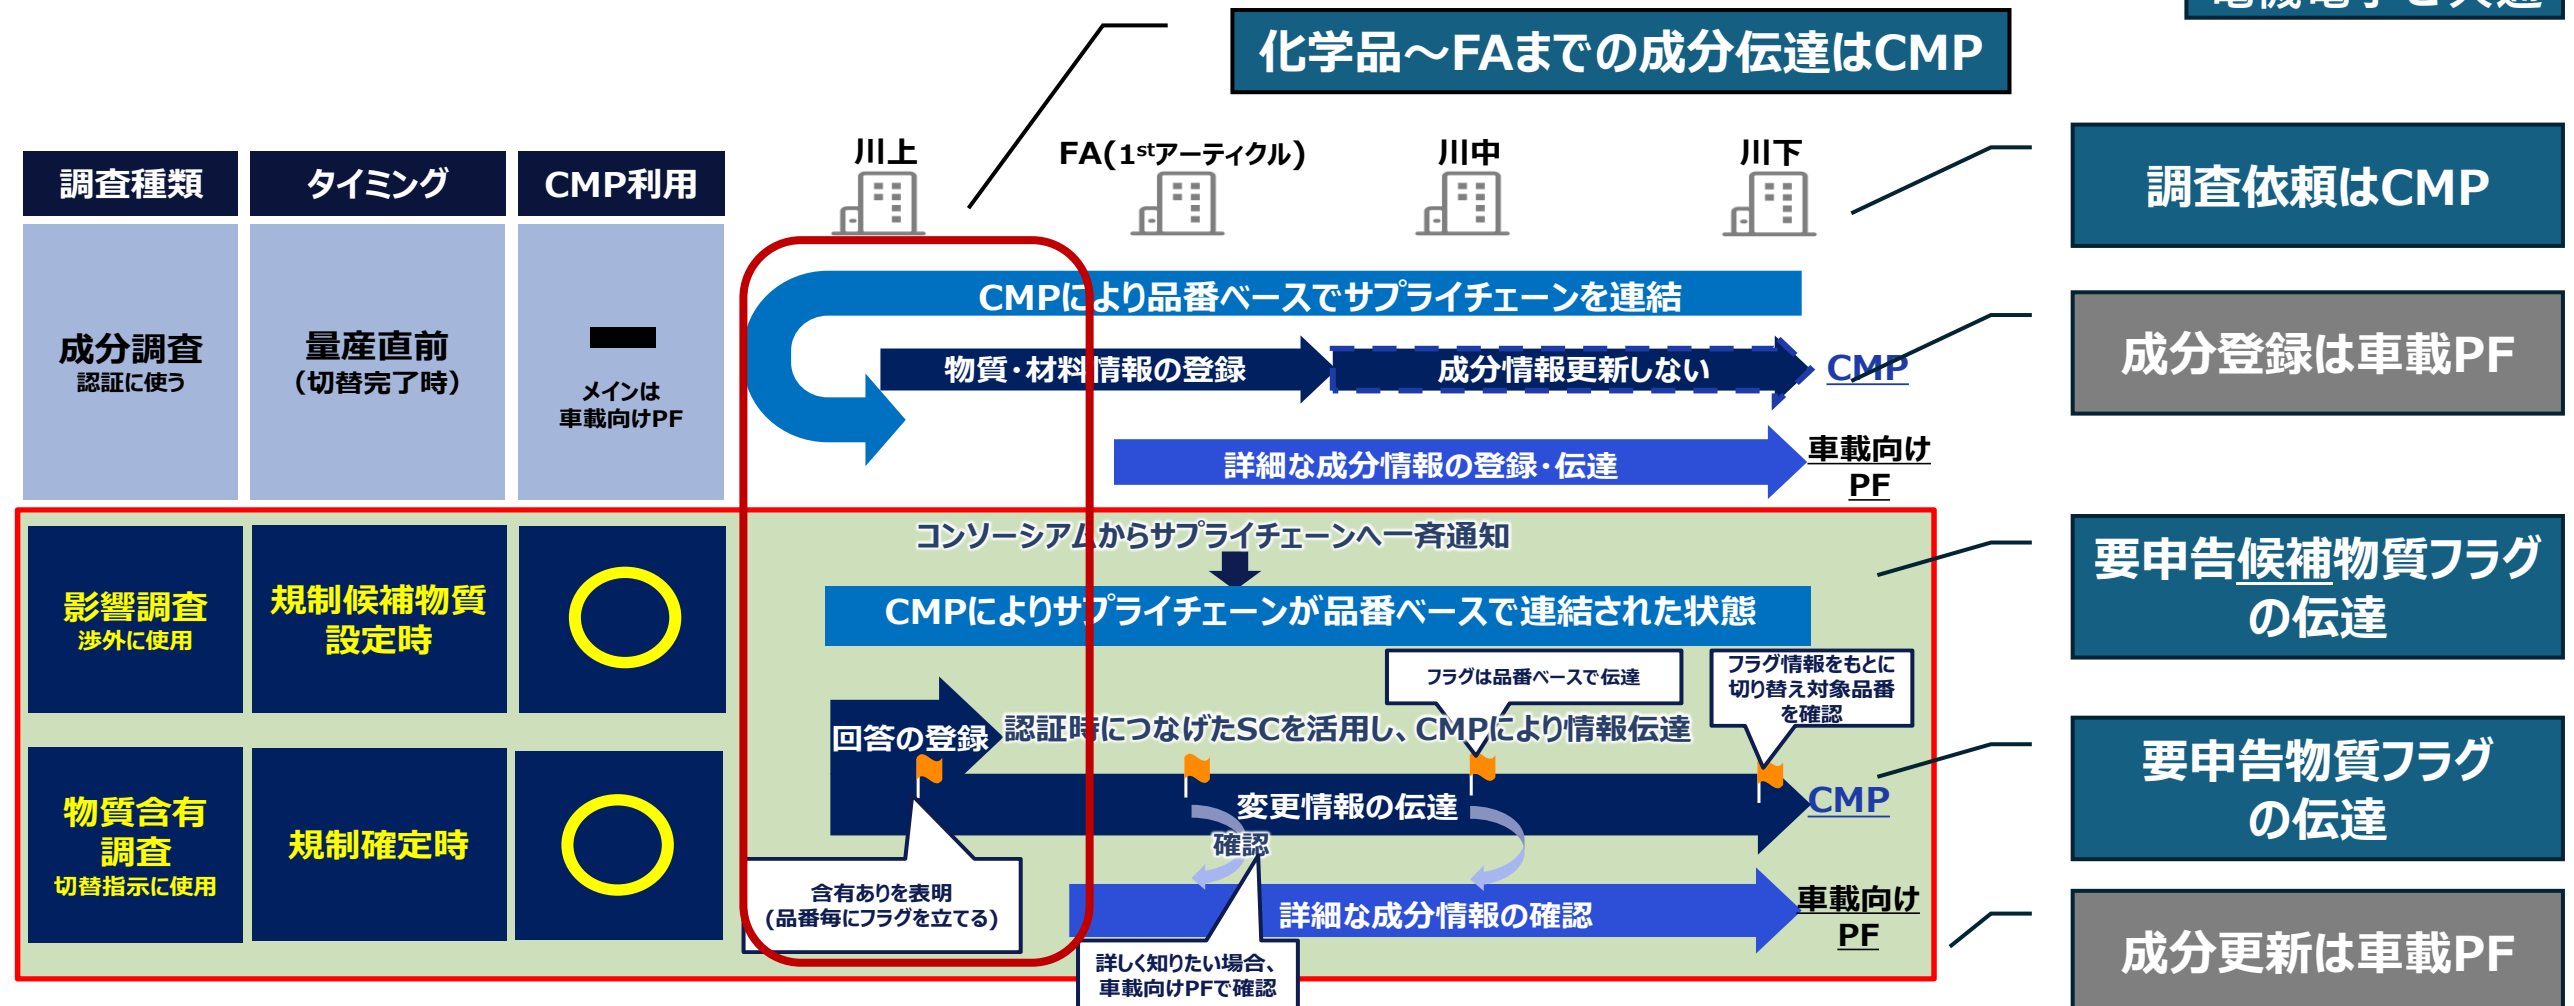 電機電子と共通
化学品～FAまでの成分伝達はCMP
川上
FA(1stアーティクル)
川中
川下
調査種類
タイミング
CMP利用
成分調査
認証に使う
量産直前
(切替完了時)
メインは
車載向けPF
CMPにより品番ベースでサプライチェーンを連結
物質・材料情報の登録
成分情報更新しない
CMP
詳細な成分情報の登録・伝達
車載向け
PF
影響調査
渉外に使用
規制候補物質
設定時
コンソーシアムからサプライチェーンへ一斉通知
CMPによりサプライチェーンが品番ベースで連結された状態
フラグは品番ベースで伝達
フラグ情報をもとに
切り替え対象品番
を確認
回答の登録
認証時につなげたSCを活用し、CMPにより情報伝達
物質含有
調査
切替指示に使用
規制確定時
変更情報の伝達
CMP
確認
含有ありを表明
(品番毎にフラグを立てる)
詳細な成分情報の確認
車載向け
PF
詳しく知りたい場合、
車載向けPFで確認
調査依頼はCMP
成分登録は車載PF
要申告候補物質フラグ
の伝達
要申告物質フラグ
の伝達
成分更新は車載PF